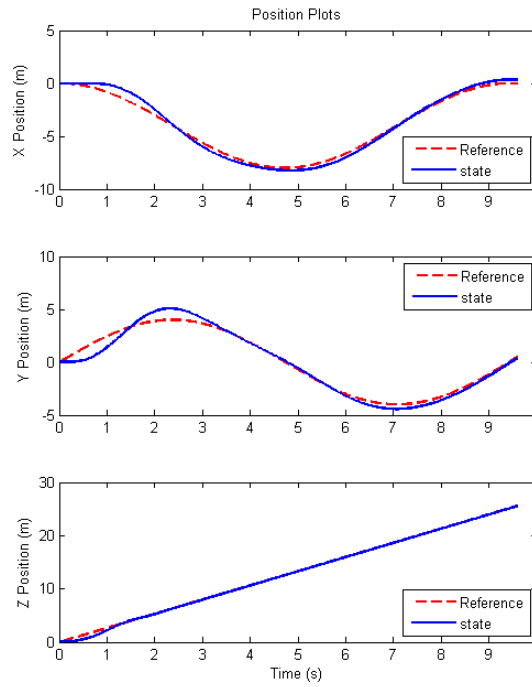 Position Plots
5
0
-5
-10
X Position (m)
0 1 2 3 4 5 6 7 8 9
Reference
state
10
5
0
-5
Y Position (m)
0 1 2 3 4 5 6 7 8 9
Reference
state
30
20
10
0
Z Position (m)
0 1 2 3 4 5 6 7 8 9
Reference
state
Time (s)